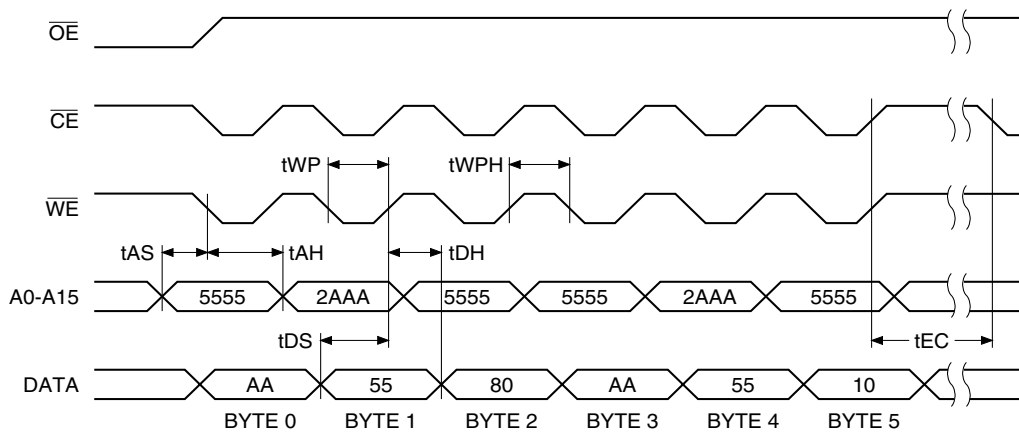 OE
CE
tWP
tWPH
WE
tAS
tAH
tDH
A0-A15
5555
2AAA
5555
5555
2AAA
5555
tDS
tEC
DATA
AA
55
80
AA
55
10
BYTE 0
BYTE 1
BYTE 2
BYTE 3
BYTE 4
BYTE 5